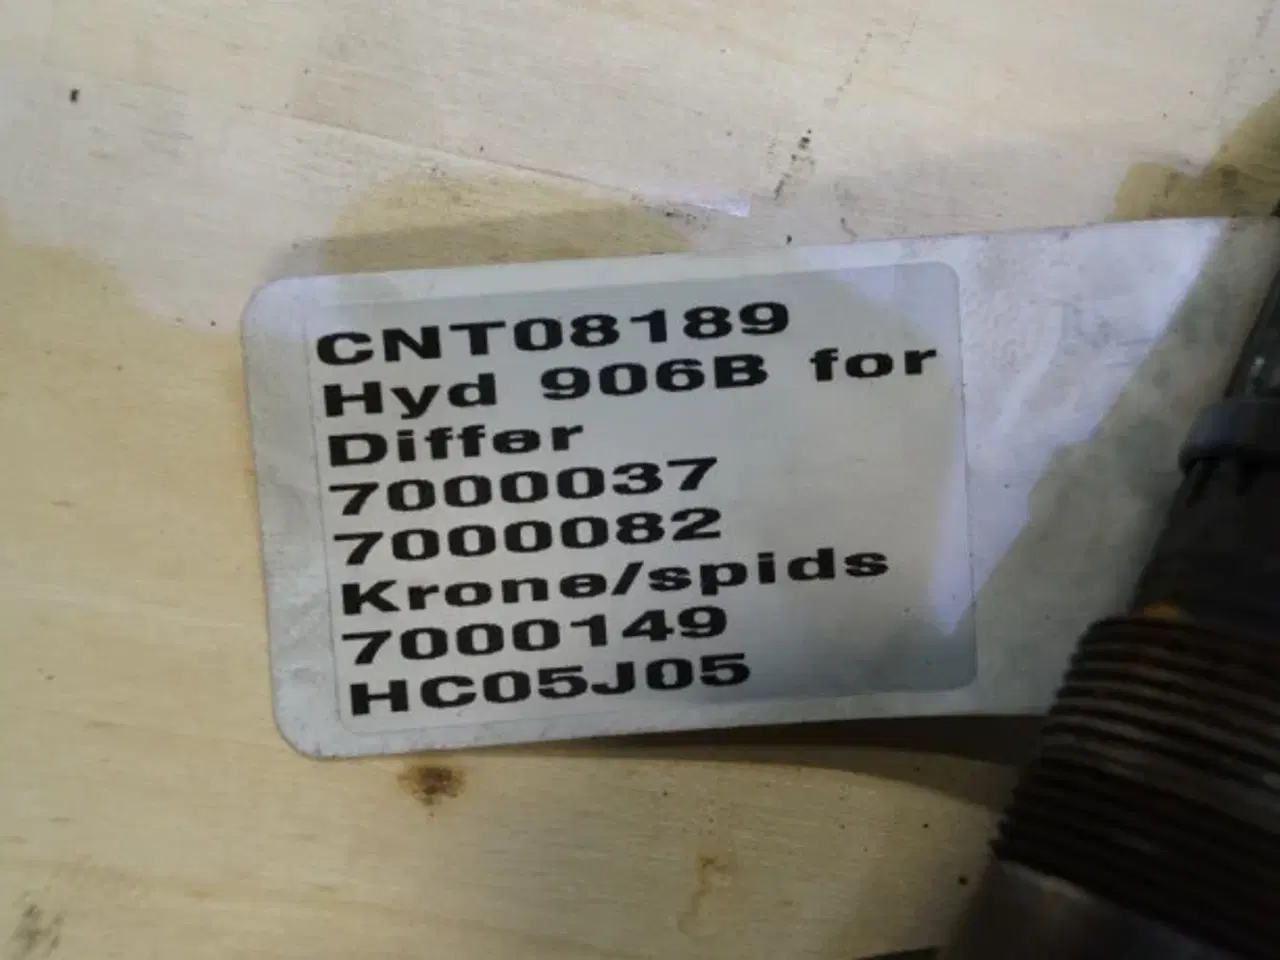 CNT08189
Hyd 906B for
Differ
7000037
7000082
Krone/spids
7000149
HC05J05